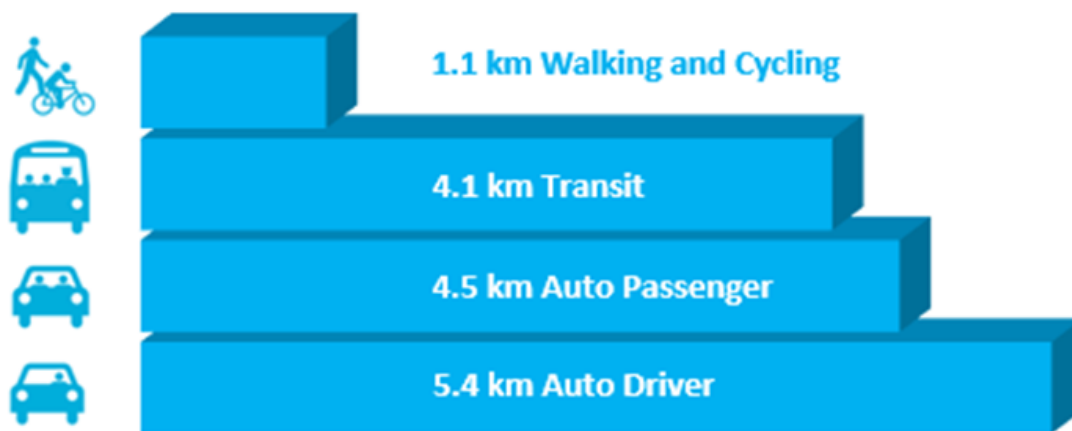 1.1 km Walking and Cycling
4.1 km Transit
4.5 km Auto Passenger
5.4 km Auto Driver